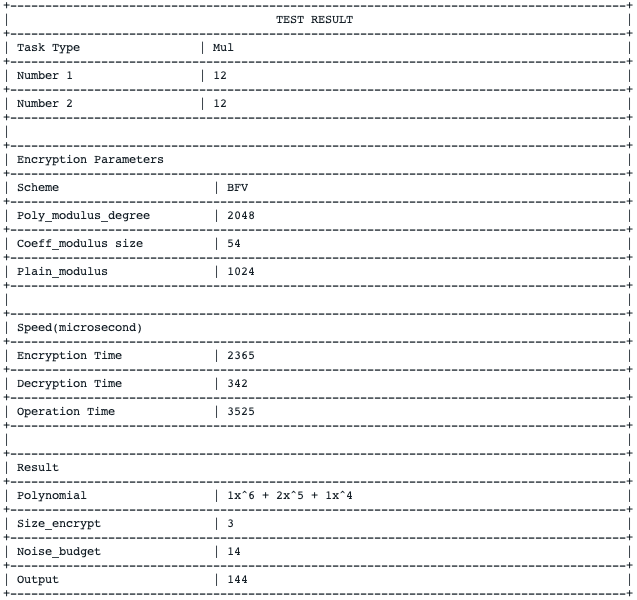 TEST RESULT
Task Type | Mul
Number 1 | 12
Number 2 | 12
Encryption Parameters
Scheme | BFV
Poly_modulus_degree | 2048
Coeff_modulus size | 54
Plain_modulus | 1024
Speed(microsecond)
Encryption Time | 2365
Decryption Time | 342
Operation Time | 3525
Result
Polynomial | 1x^6 + 2x^5 + 1x^4
Size_encrypt | 3
Noise_budget | 14
Output | 144